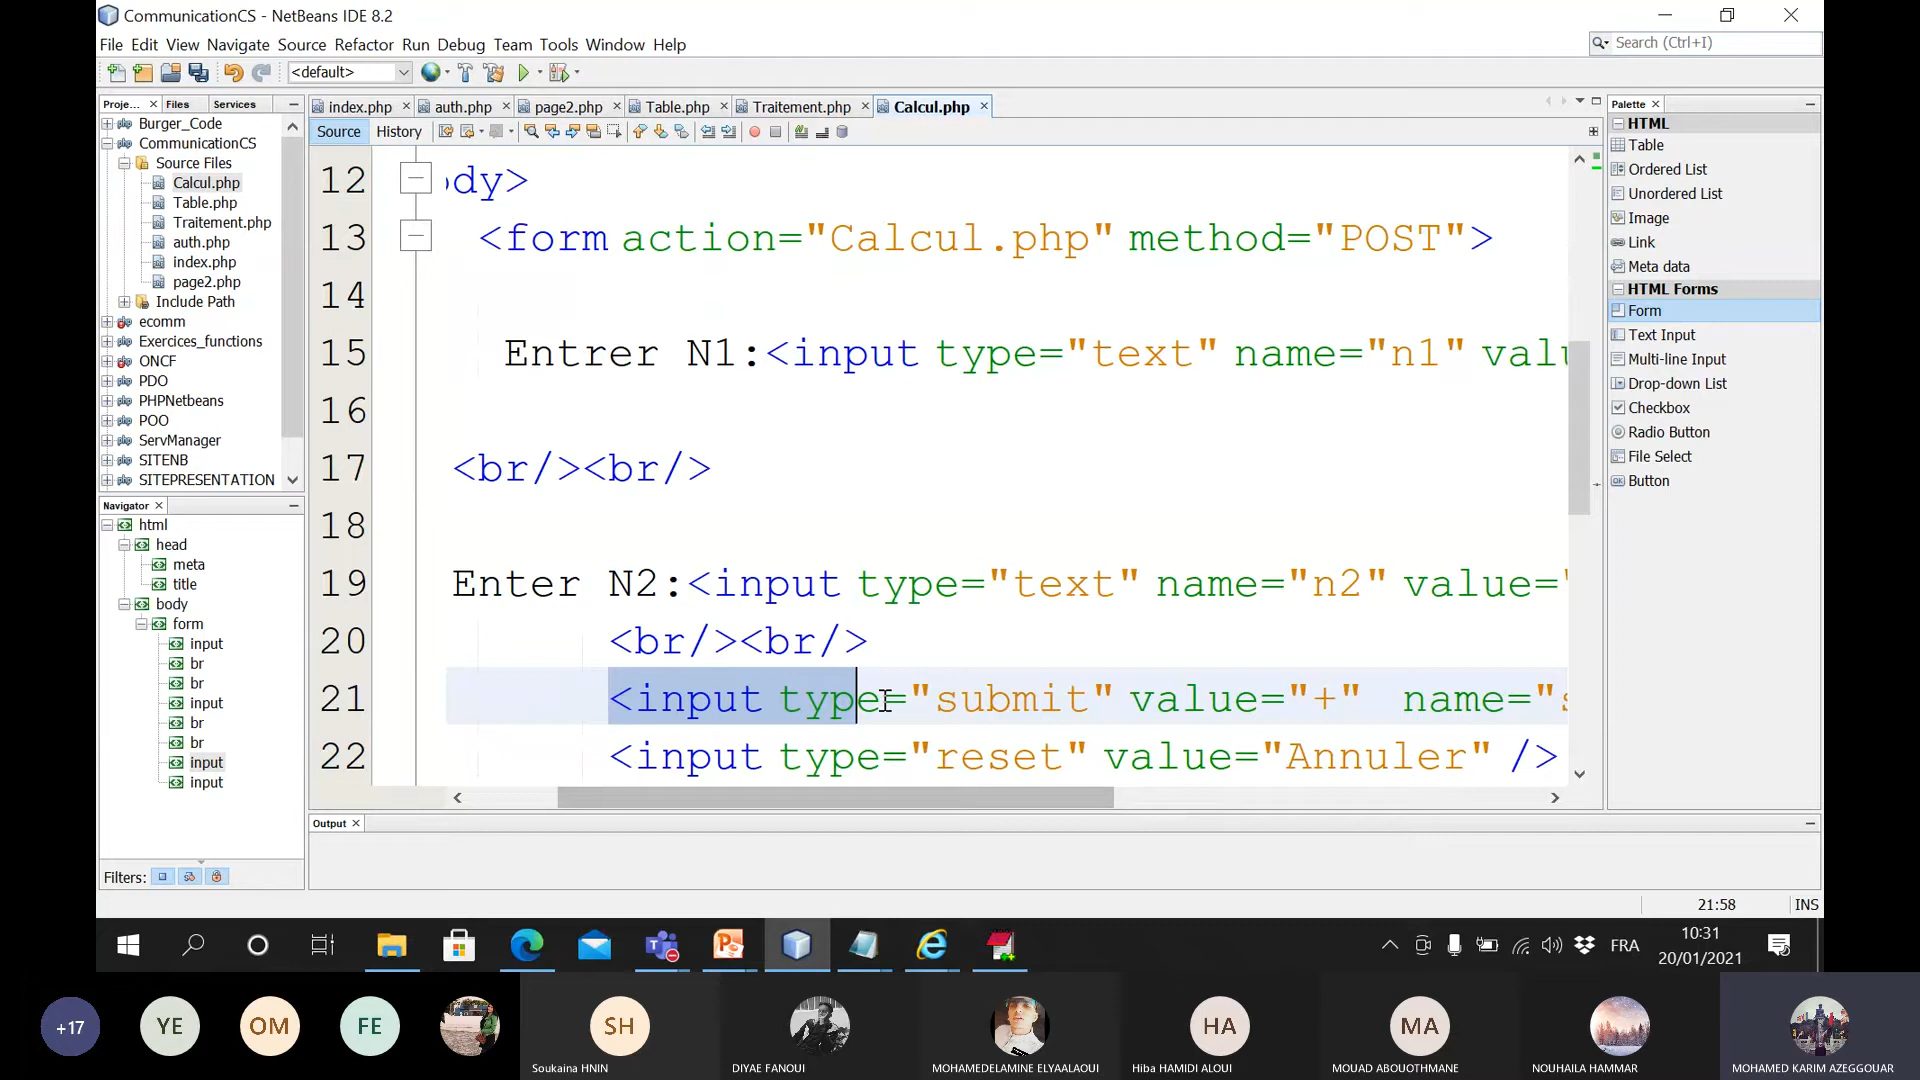 CommunicationCS - NetBeans IDE 8.2
File Edit View Navigate Source Refactor Run Debug Team Tools Window Help
Search (Ctrl+I)
<default>
Proje... Files Services
index.php auth.php page2.php Table.php Traitement.php Calcul.php
Palette
Source History
Burger_Code
CommunicationCS
Source Files
Calcul.php
Table.php
Traitement.php
auth.php
index.php
page2.php
Include Path
ecomm
Exercices_functions
ONCF
PDO
PHPNetbeans
POO
ServManager
SITENB
SITEPRESENTATION
Navigator
html
head
meta
title
body
form
input
br
br
input
br
br
input
input
Filters:
12 ody>
13 <form action="Calcul.php" method="POST">
14
15 Entrer N1:<input type="text" name="n1" valu
16
17 <br/><br/>
18
19 Enter N2:<input type="text" name="n2" value="
20 <br/><br/>
21 <input type="submit" value="+" name="s
22 <input type="reset" value="Annuler" />
Output
HTML
Table
Ordered List
Unordered List
Image
Link
Meta data
HTML Forms
Form
Text Input
Multi-line Input
Drop-down List
Checkbox
Radio Button
File Select
Button
21:58 INS
FRA
10:31
20/01/2021
+17 YE OM FE SH HA MA
Soukaina HNIN DIYAE FANOUI MOHAMEDELAMINE ELYAALAOUI Hiba HAMIDI ALOUI MOUAD ABOUOTHMANE NOUHAILA HAMMAR MOHAMED KARIM AZEGGOUAR